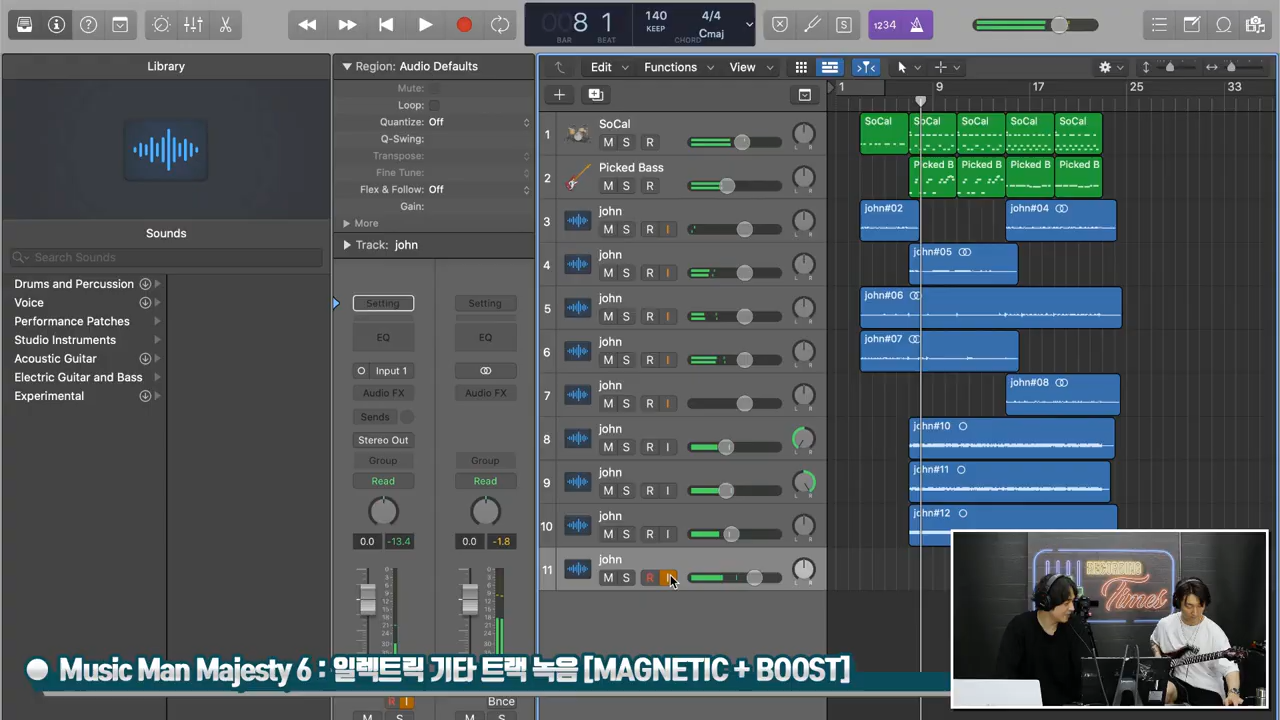 8 1
BAR BEAT
140
KEEP
4/4
Cmaj
CHORD
1234
Library
Sounds
Search Sounds
Drums and Percussion
Voice
Performance Patches
Studio Instruments
Acoustic Guitar
Electric Guitar and Bass
Experimental
Region: Audio Defaults
Mute:
Loop:
Quantize: Off
Q-Swing:
Transpose:
Fine Tune:
Flex & Follow: Off
Gain:
More
Track: john
Setting Setting
EQ EQ
Input 1
Audio FX Audio FX
Sends
Stereo Out
Group Group
Read Read
0.0 -13.4 0.0 -1.8
R I Bnce
M S M
Edit Functions View
1 9 17 25 33
1 SoCal
M S R
2 Picked Bass
M S R
3 john
M S R I
4 john
M S R I
5 john
M S R I
6 john
M S R I
7 john
M S R I
8 john
M S R I
9 john
M S R I
10 john
M S R I
11 john
M S R I
SoCal SoCal SoCal SoCal SoCal
Picked B Picked B Picked B Picked B
john#02 john#04
john#05
john#06
john#07
john#08
john#10
john#11
john#12
RECORDING
Times
Music Man Majesty 6 : 일렉트릭 기타 트랙 녹음 [MAGNETIC + BOOST]